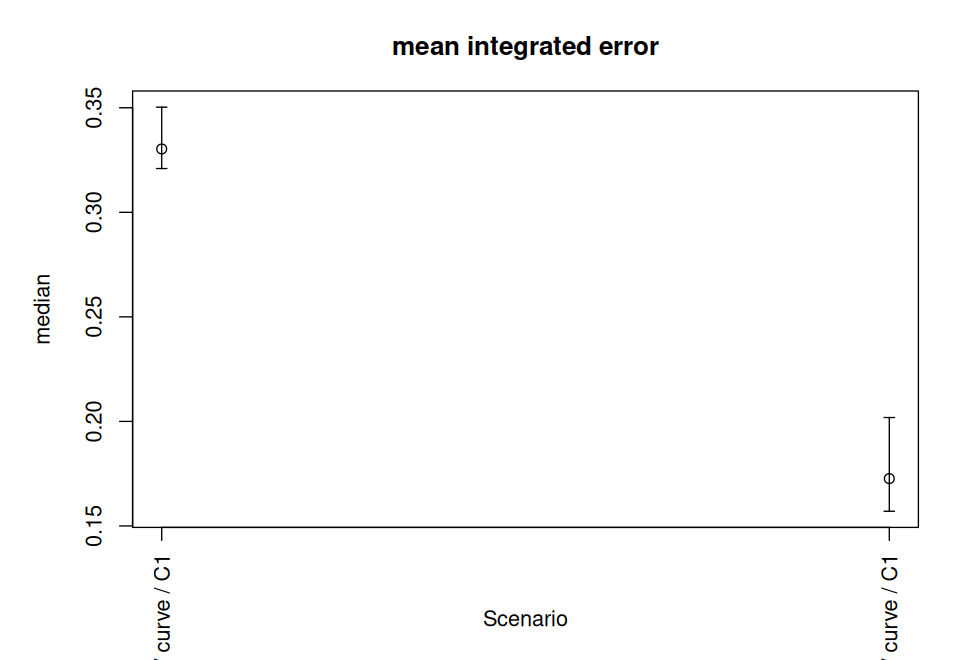 mean integrated error
0.35
0.30
0.25
0.20
0.15
median
curve / C1
curve / C1
Scenario